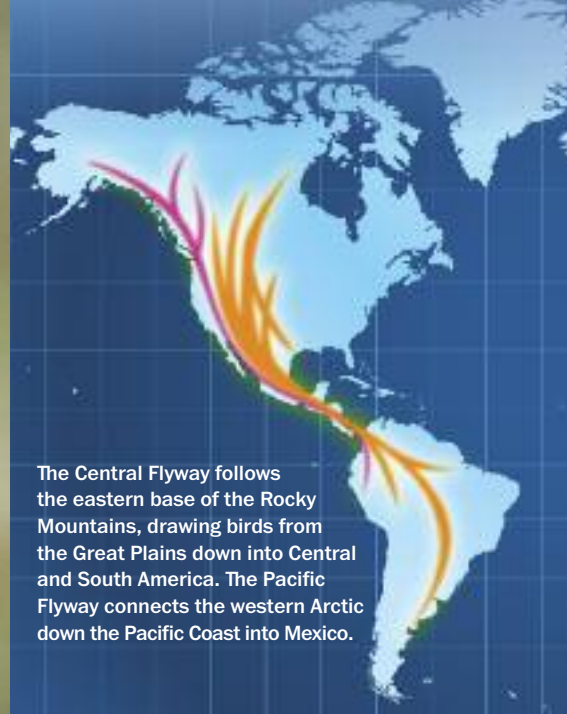 The Central Flyway follows
the eastern base of the Rocky
Mountains, drawing birds from
the Great Plains down into Central
and South America. The Pacific
Flyway connects the western Arctic
down the Pacific Coast into Mexico.